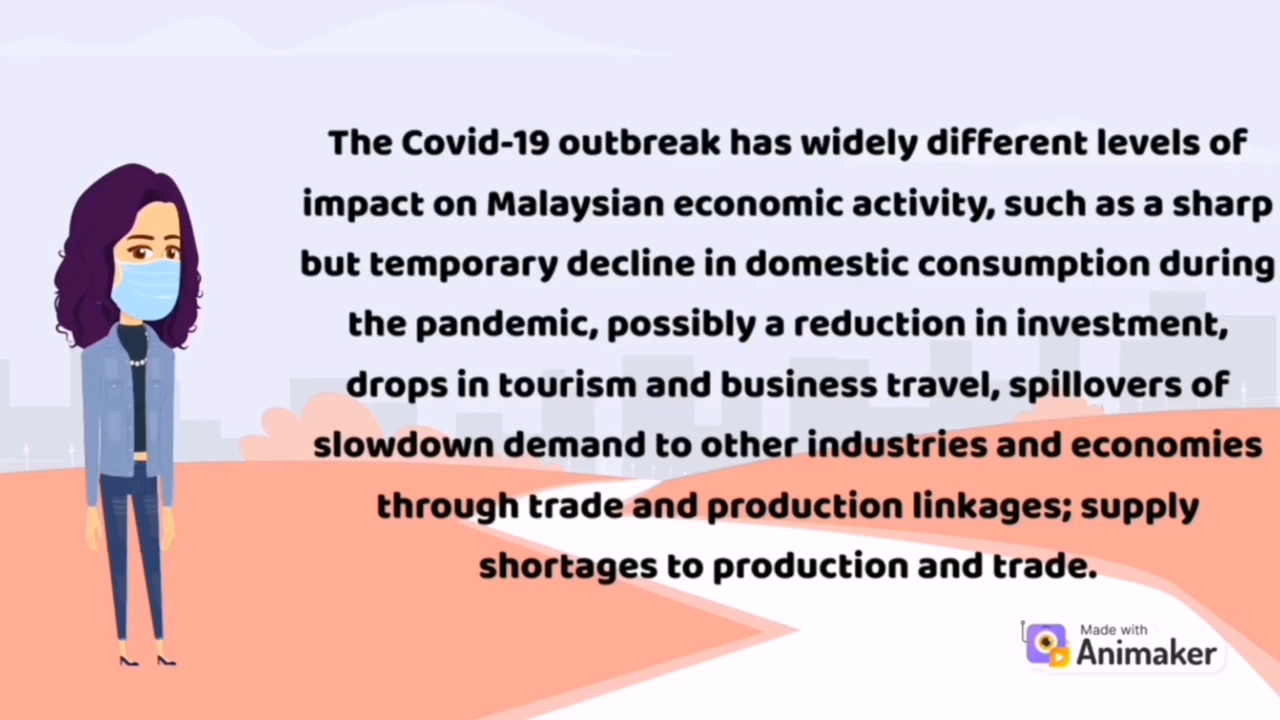 The Covid-19 outbreak has widely different levels of
impact on Malaysian economic activity, such as a sharp
but temporary decline in domestic consumption during
the pandemic, possibly a reduction in investment,
drops in tourism and business travel, spillovers of
slowdown demand to other industries and economies
through trade and production linkages; supply
shortages to production and trade.
Made with
Animaker